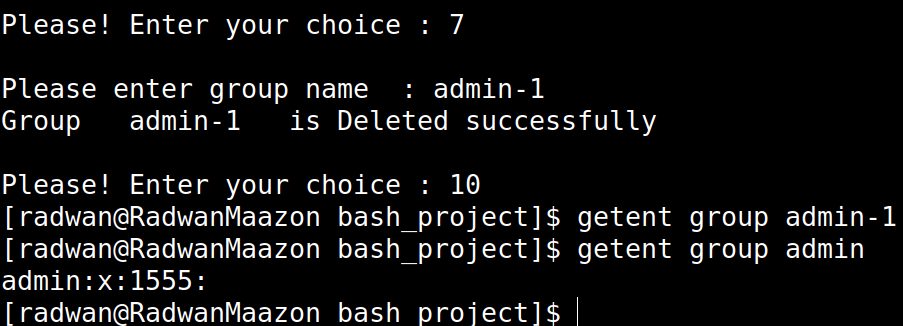 Please! Enter your choice : 7
Please enter group name  : admin-1
Group   admin-1   is Deleted successfully
Please! Enter your choice : 10
[radwan@RadwanMaazon bash_project]$ getent group admin-1
[radwan@RadwanMaazon bash_project]$ getent group admin
admin:x:1555:
[radwan@RadwanMaazon bash_project]$